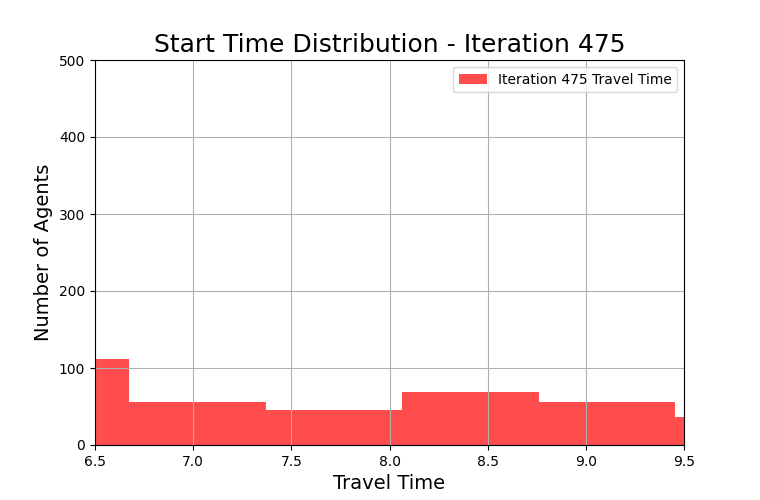 Start Time Distribution - Iteration 475
Iteration 475 Travel Time
Number of Agents
500
400
300
200
100
0
6.5 7.0 7.5 8.0 8.5 9.0 9.5
Travel Time